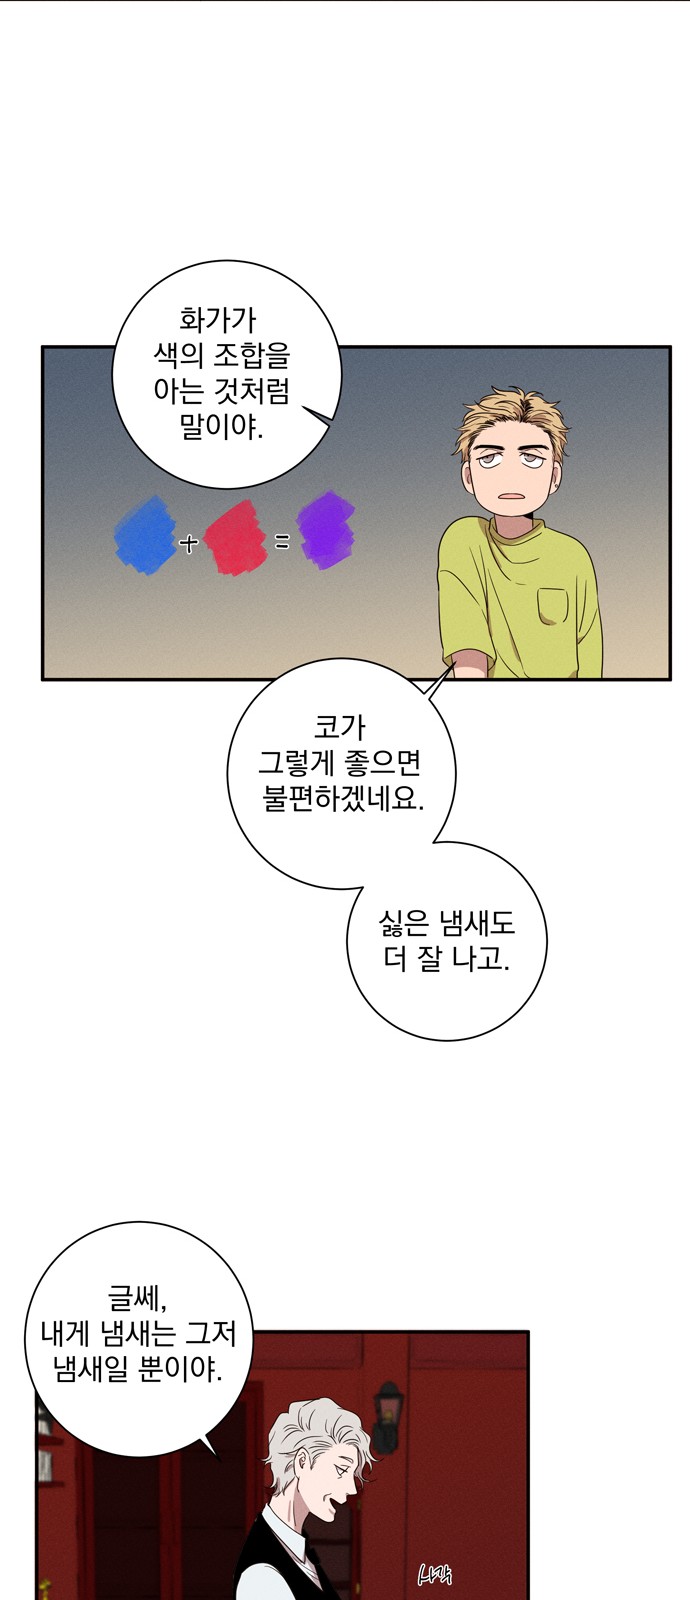 화가가
색의 조합을
아는 것처럼
말이야.
+ =
코가
그렇게 좋으면
불편하겠네요.
싫은 냄새도
더 잘 나고.
글쎄,
내게 냄새는 그저
냄새일 뿐이야.
사락